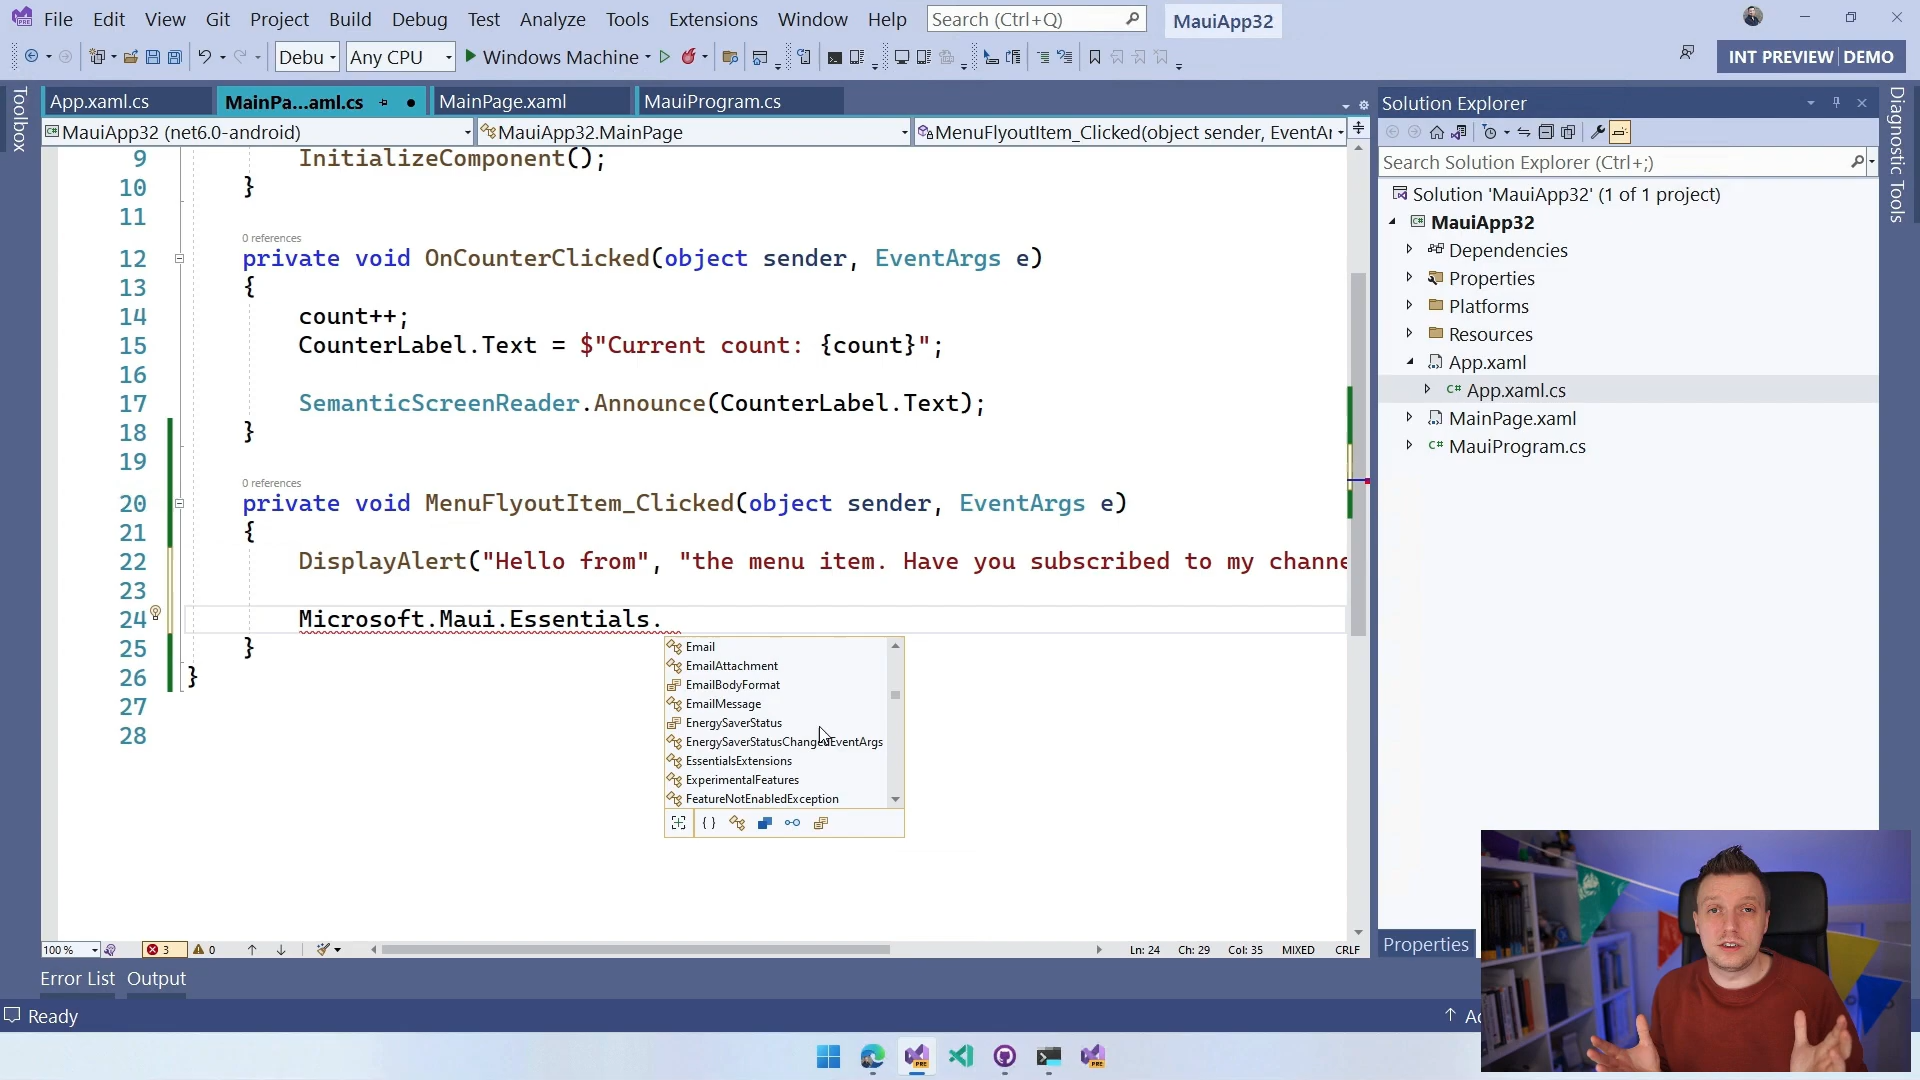 File Edit View Git Project Build Debug Test Analyze Tools Extensions Window Help Search (Ctrl+Q) MauiApp32
Debu Any CPU Windows Machine INT PREVIEW DEMO
Toolbox
App.xaml.cs MainPa...aml.cs MainPage.xaml MauiProgram.cs
MauiApp32 (net6.0-android) MauiApp32.MainPage MenuFlyoutItem_Clicked(object sender, EventAr
9 InitializeComponent();
10 }
11
0 references
12 private void OnCounterClicked(object sender, EventArgs e)
13 {
14 count++;
15 CounterLabel.Text = $"Current count: {count}";
16
17 SemanticScreenReader.Announce(CounterLabel.Text);
18 }
19
0 references
20 private void MenuFlyoutItem_Clicked(object sender, EventArgs e)
21 {
22 DisplayAlert("Hello from", "the menu item. Have you subscribed to my channe
23
24 Microsoft.Maui.Essentials.
25 }
26 }
27
28
Email
EmailAttachment
EmailBodyFormat
EmailMessage
EnergySaverStatus
EnergySaverStatusChangedEventArgs
EssentialsExtensions
ExperimentalFeatures
FeatureNotEnabledException
100 % 3 0 Ln: 24 Ch: 29 Col: 35 MIXED CRLF
Error List Output
Ready
Solution Explorer
Search Solution Explorer (Ctrl+;)
Solution 'MauiApp32' (1 of 1 project)
MauiApp32
Dependencies
Properties
Platforms
Resources
App.xaml
C# App.xaml.cs
MainPage.xaml
C# MauiProgram.cs
Properties
Diagnostic Tools